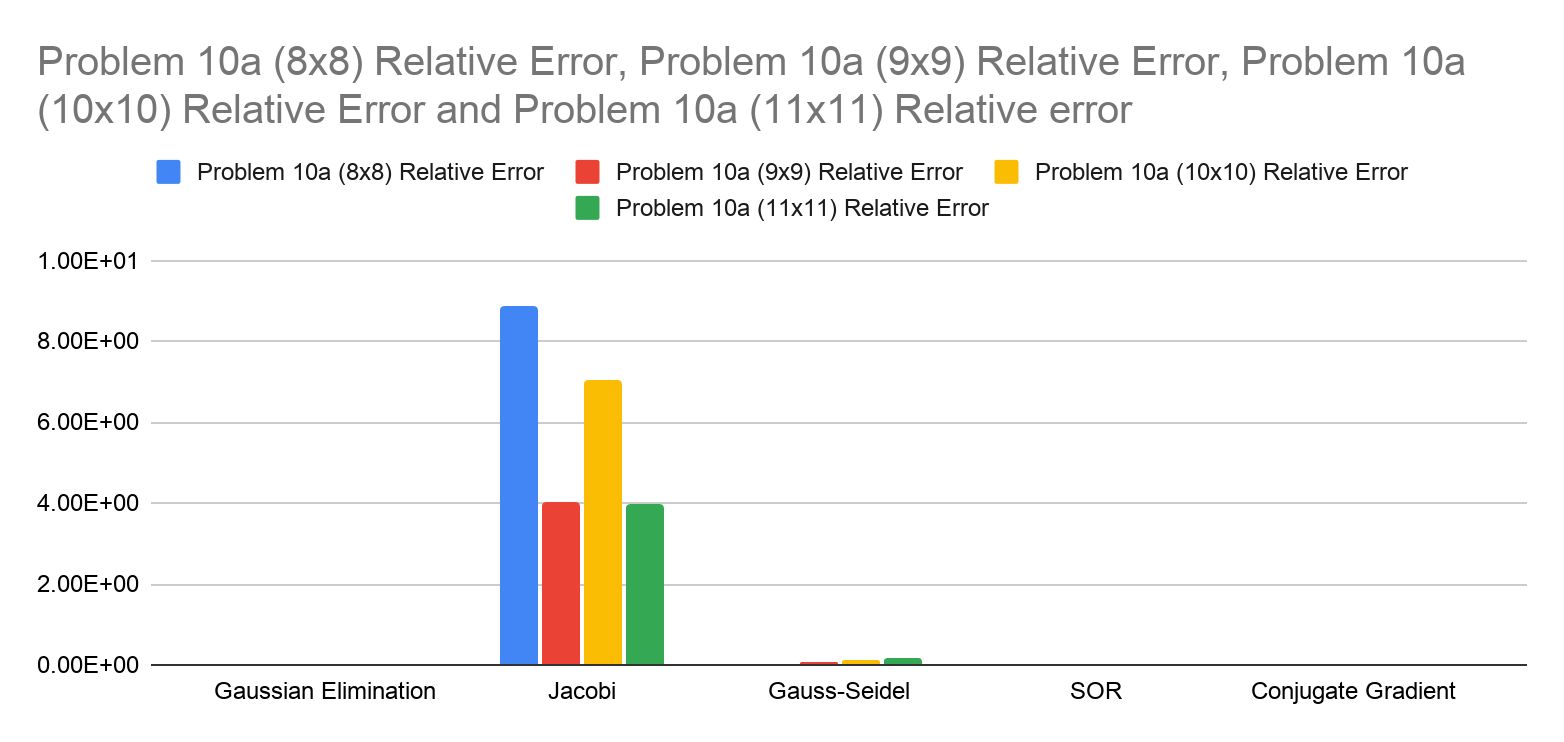 Problem 10a (8x8) Relative Error, Problem 10a (9x9) Relative Error, Problem 10a
(10x10) Relative Error and Problem 10a (11x11) Relative error
Problem 10a (8x8) Relative Error
Problem 10a (9x9) Relative Error
Problem 10a (10x10) Relative Error
Problem 10a (11x11) Relative Error
1.00E+01
8.00E+00
6.00E+00
4.00E+00
2.00E+00
0.00E+00
Gaussian Elimination
Jacobi
Gauss-Seidel
SOR
Conjugate Gradient